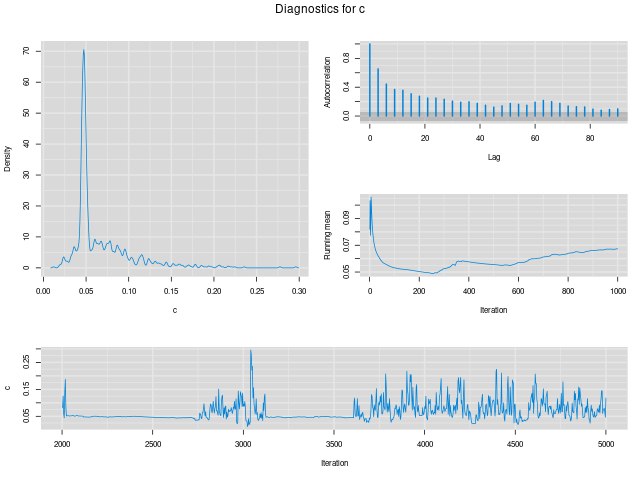 Diagnostics for c
Density
0 10 20 30 40 50 60 70
0.00 0.05 0.10 0.15 0.20 0.25 0.30
c
Autocorrelation
0.0 0.4 0.8
0 20 40 60 80
Lag
Running mean
0.05 0.07 0.09
0 200 400 600 800 1000
Iteration
c
0.05 0.15 0.25
2000 2500 3000 3500 4000 4500 5000
Iteration